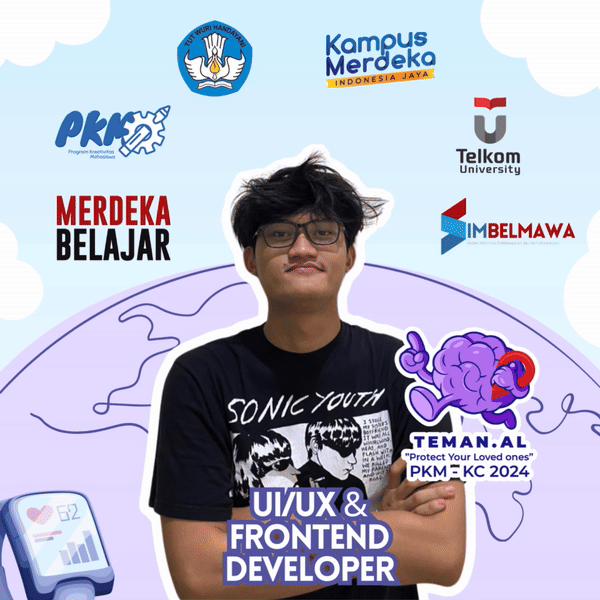 TUT WURI HANDAYANI
Kampus
Merdeka
INDONESIA JAYA
PKM
Program Kreativitas
Mahasiswa
Telkom
University
MERDEKA
BELAJAR
SIMBELMAWA
SONIC YOUTH
TEMAN.AL
"Protect Your Loved ones"
PKM - KC 2024
UI/UX &
FRONTEND
DEVELOPER